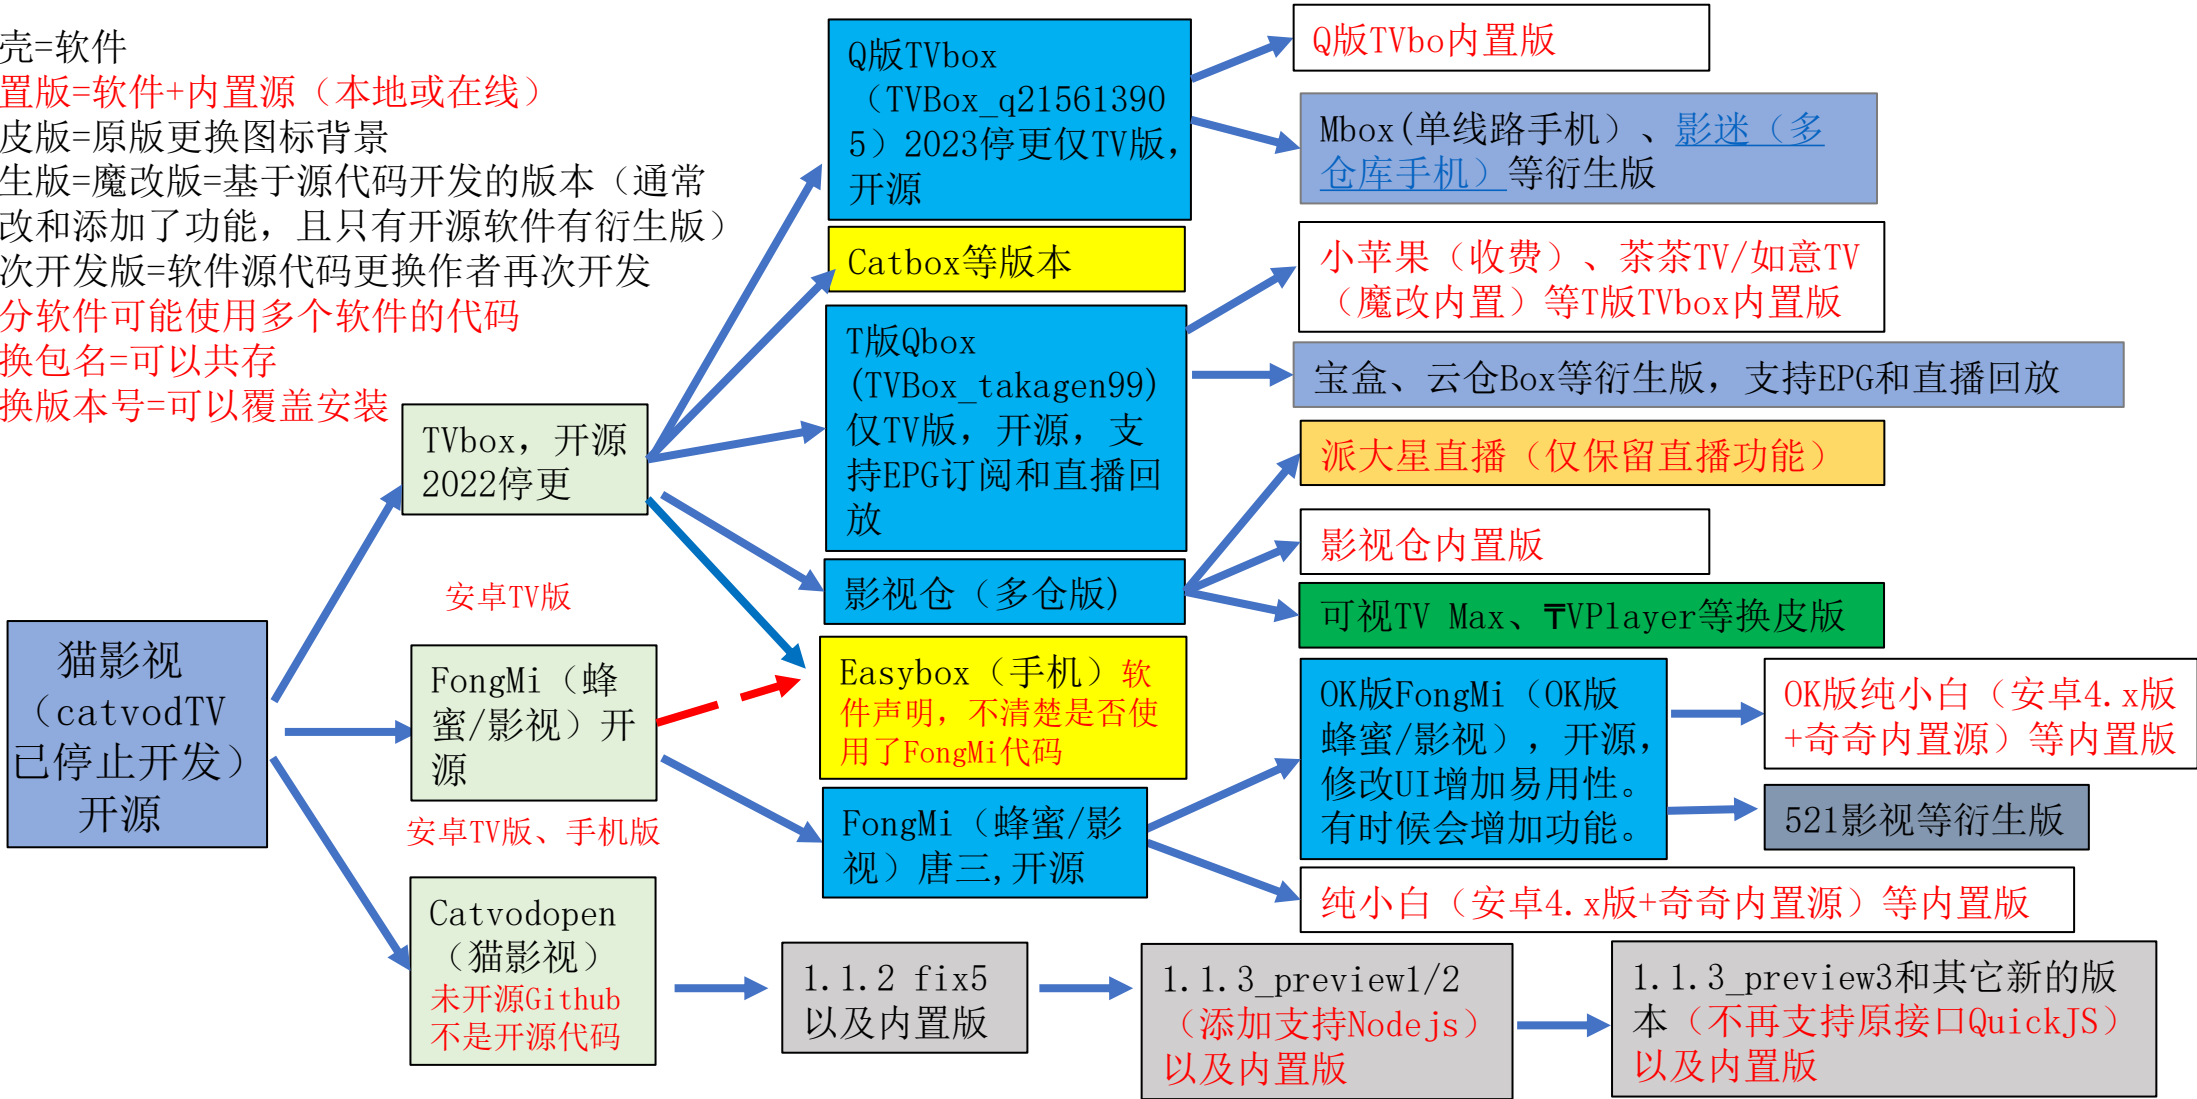 壳=软件
置版=软件+内置源（本地或在线）
皮版=原版更换图标背景
生版=魔改版=基于源代码开发的版本（通常
改和添加了功能，且只有开源软件有衍生版）
次开发版=软件源代码更换作者再次开发
分软件可能使用多个软件的代码
换包名=可以共存
换版本号=可以覆盖安装
猫影视
（catvodTV
已停止开发）
开源
TVbox，开源
2022停更
安卓TV版
FongMi（蜂
蜜/影视）开
源
安卓TV版、手机版
Catvodopen
（猫影视）
未开源Github
不是开源代码
Q版TVbox
（TVBox_q21561390
5）2023停更仅TV版，
开源
Catbox等版本
T版Qbox
(TVBox_takagen99)
仅TV版，开源，支
持EPG订阅和直播回
放
影视仓（多仓版）
Easybox（手机）软
件声明，不清楚是否使
用了FongMi代码
FongMi（蜂蜜/影
视）唐三,开源
Q版TVbo内置版
Mbox(单线路手机）、影迷（多
仓库手机）等衍生版
小苹果（收费）、茶茶TV/如意TV
（魔改内置）等T版TVbox内置版
宝盒、云仓Box等衍生版，支持EPG和直播回放
派大星直播（仅保留直播功能）
影视仓内置版
可视TV Max、₸VPlayer等换皮版
OK版FongMi（OK版
蜂蜜/影视），开源，
修改UI增加易用性。
有时候会增加功能。
OK版纯小白（安卓4.x版
+奇奇内置源）等内置版
521影视等衍生版
纯小白（安卓4.x版+奇奇内置源）等内置版
1.1.2 fix5
以及内置版
1.1.3_preview1/2
（添加支持Nodejs）
以及内置版
1.1.3_preview3和其它新的版
本（不再支持原接口QuickJS）
以及内置版